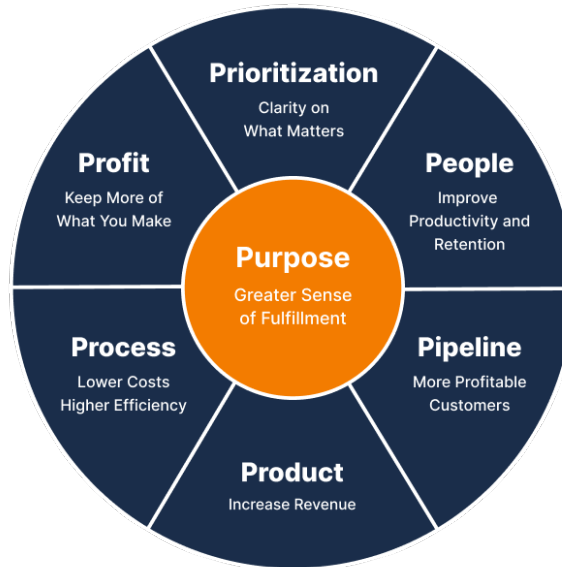 Prioritization
Clarity on
What Matters
People
Improve
Productivity and
Retention
Pipeline
More Profitable
Customers
Product
Increase Revenue
Process
Lower Costs
Higher Efficiency
Profit
Keep More of
What You Make
Purpose
Greater Sense
of Fulfillment